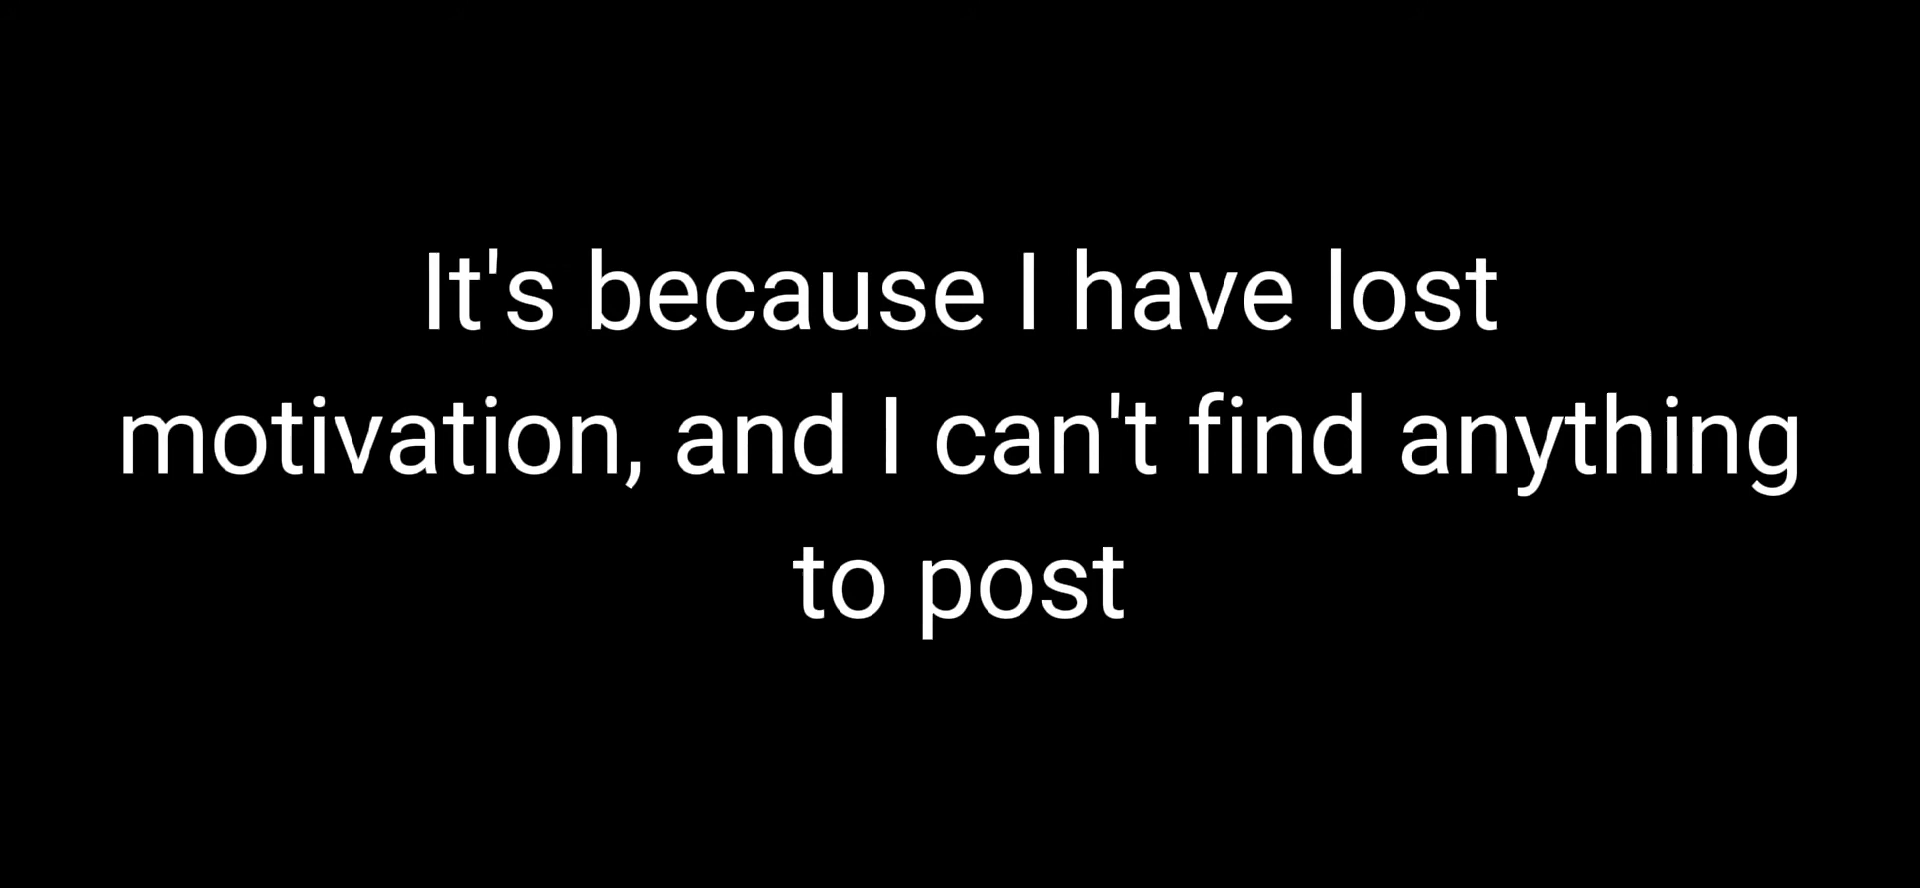 It's because I have lost
motivation, and I can't find anything
to post